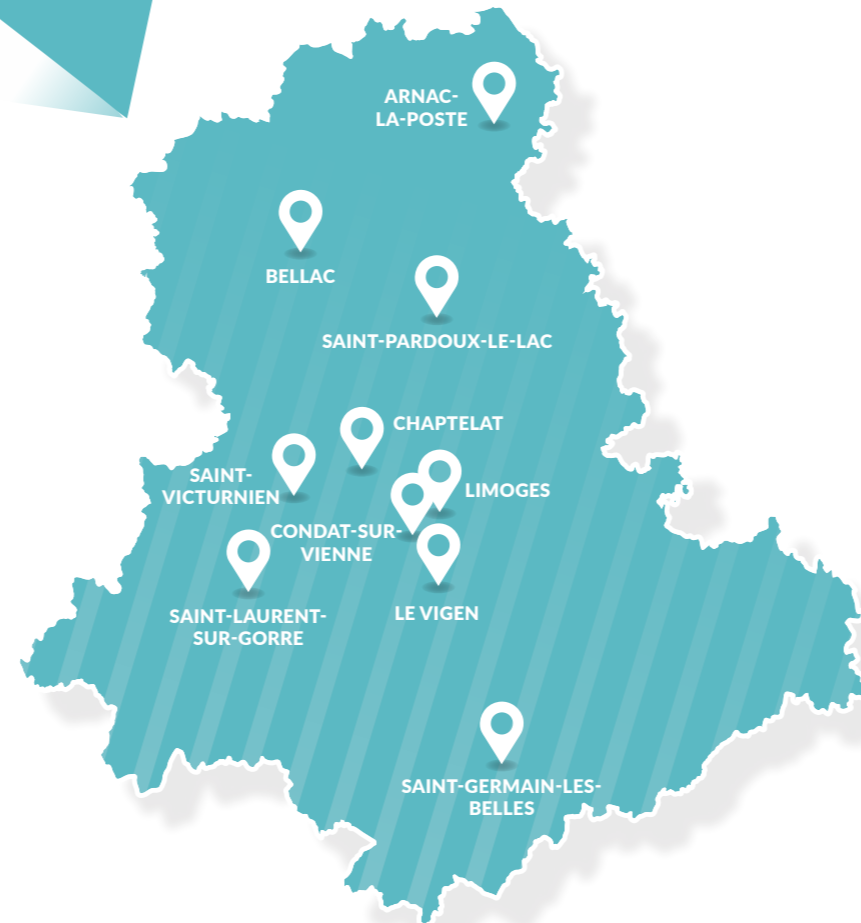 ARNAC-
LA-POSTE
BELLAC
SAINT-PARDOUX-LE-LAC
CHAPTELAT
SAINT-
VICTURNIEN
LIMOGES
CONDAT-SUR-
VIENNE
LE VIGEN
SAINT-LAURENT-
SUR-GORRE
SAINT-GERMAIN-LES-
BELLES